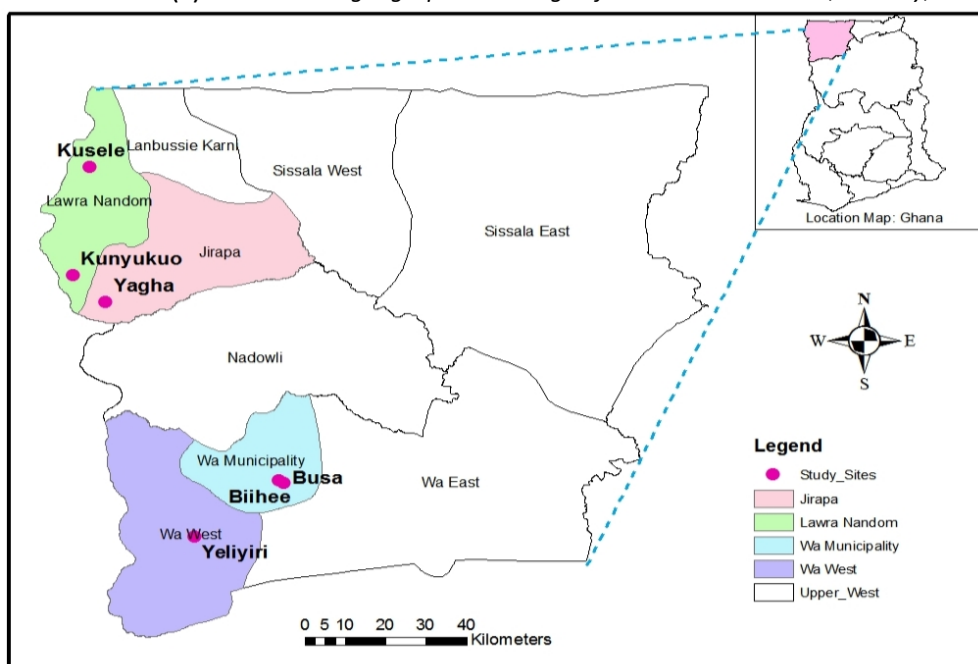 Kusele
Lanbussie Karni
Sissala West
Lawra Nandom
Sissala East
Jirapa
Kunyukuo
Yagha
Nadowli
Wa Municipality
Busa
Biihee
Wa East
Wa West
Yeliyiri
0 5 10 20 30 40
Kilometers
Location Map: Ghana
N
W E
S
Legend
Study_Sites
Jirapa
Lawra Nandom
Wa Municipality
Wa West
Upper_West